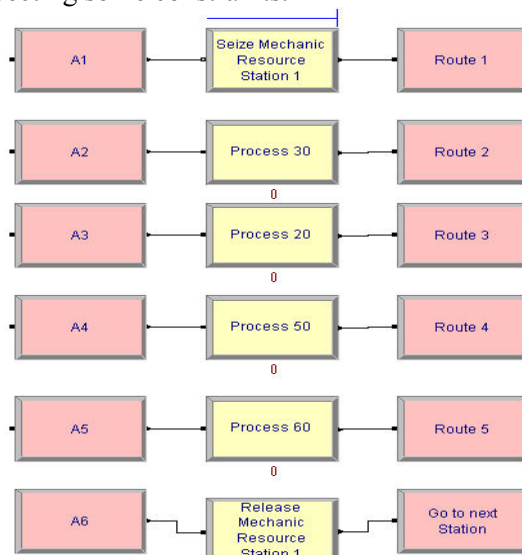 A1
Seize Mechanic
Resource
Station 1
Route 1
A2
Process 30
Route 2
0
A3
Process 20
Route 3
0
A4
Process 50
Route 4
0
A5
Process 60
Route 5
0
A6
Release
Mechanic
Resource
Station 1
Go to next
Station